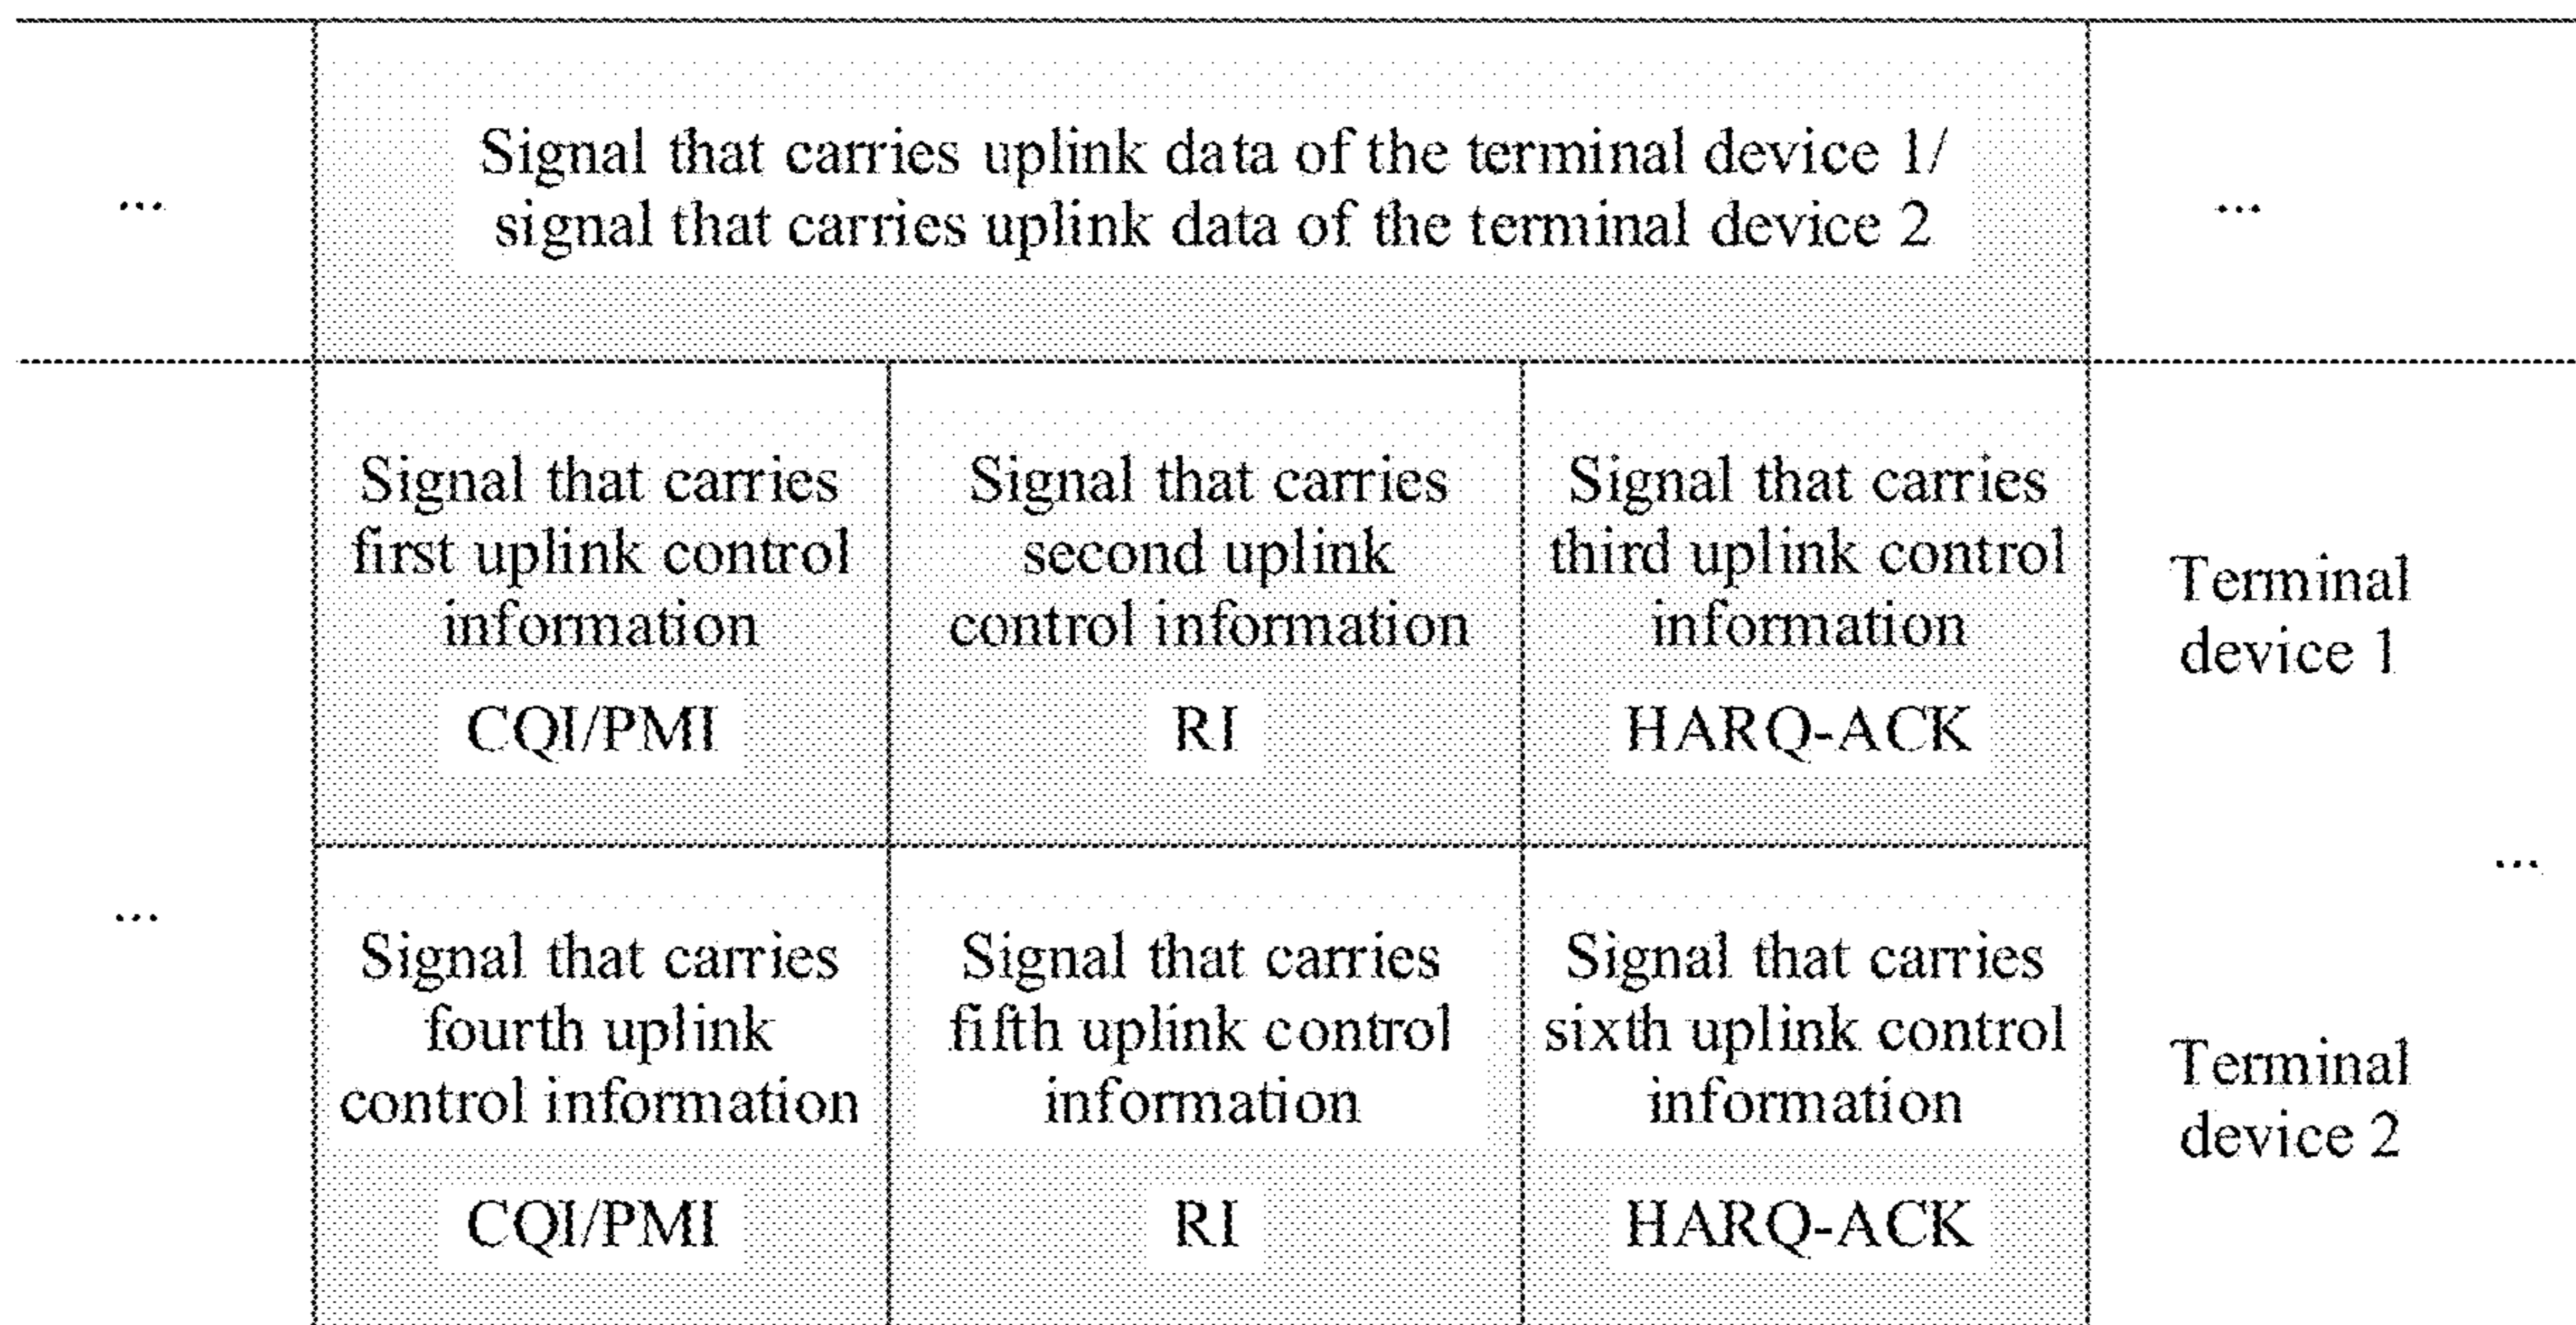 ...
Signal that carries uplink data of the terminal device 1/
signal that carries uplink data of the terminal device 2
...
Signal that carries
first uplink control
information
CQI/PMI
Signal that carries
second uplink
control information
RI
Signal that carries
third uplink control
information
HARQ-ACK
Terminal
device 1
...
...
Signal that carries
fourth uplink
control information
CQI/PMI
Signal that carries
fifth uplink control
information
RI
Signal that carries
sixth uplink control
information
HARQ-ACK
Terminal
device 2